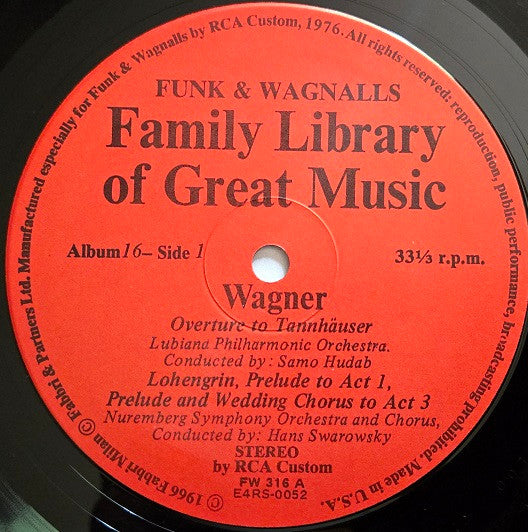 © 1966 Fabbri Milan © Fabbri & Partners Ltd. Manufactured especially for Funk & Wagnalls by RCA Custom, 1976. All rights reserved: reproduction, public performance, broadcasting prohibited. Made in U.S.A.
FUNK & WAGNALLS
Family Library
of Great Music
Album 16– Side 1
33⅓ r.p.m.
Wagner
Overture to Tannhäuser
Lubiana Philharmonic Orchestra.
Conducted by: Samo Hudab
Lohengrin, Prelude to Act 1,
Prelude and Wedding Chorus to Act 3
Nuremberg Symphony Orchestra and Chorus,
Conducted by: Hans Swarowsky
STEREO
by RCA Custom
FW 316 A
E4RS-0052